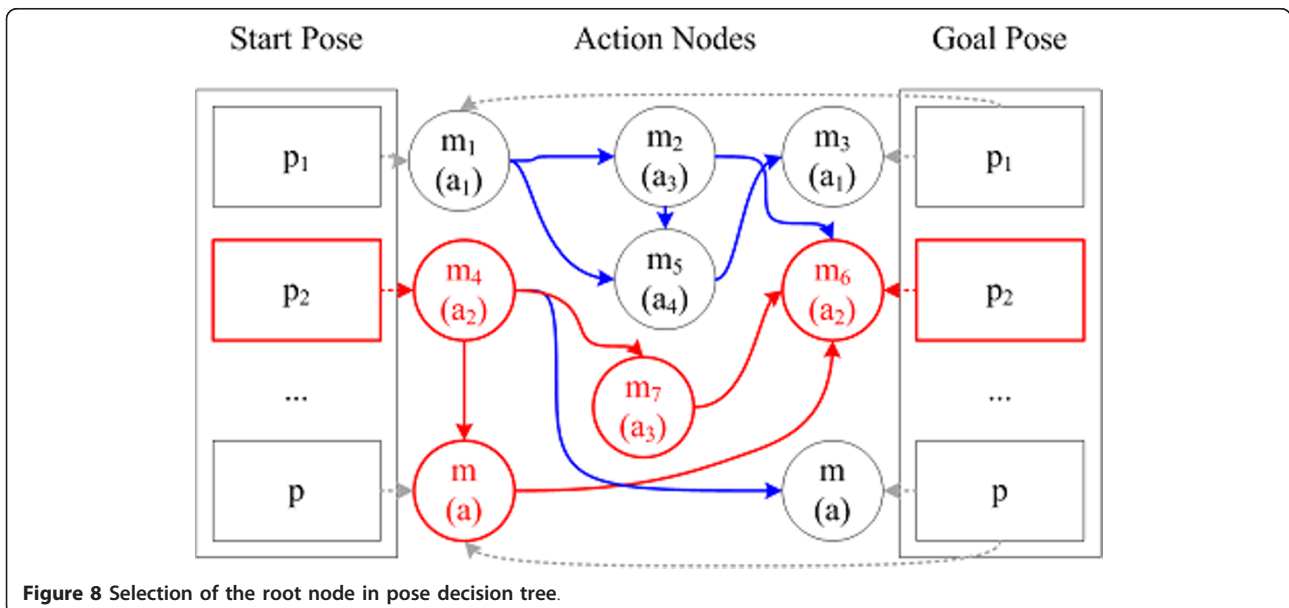 Start Pose
Action Nodes
Goal Pose
p₁
m₁
(a₁)
m₂
(a₃)
m₃
(a₁)
p₁
p₂
m₄
(a₂)
m₅
(a₄)
m₆
(a₂)
p₂
...
m₇
(a₃)
...
p
m
(a)
m
(a)
p
Figure 8 Selection of the root node in pose decision tree.